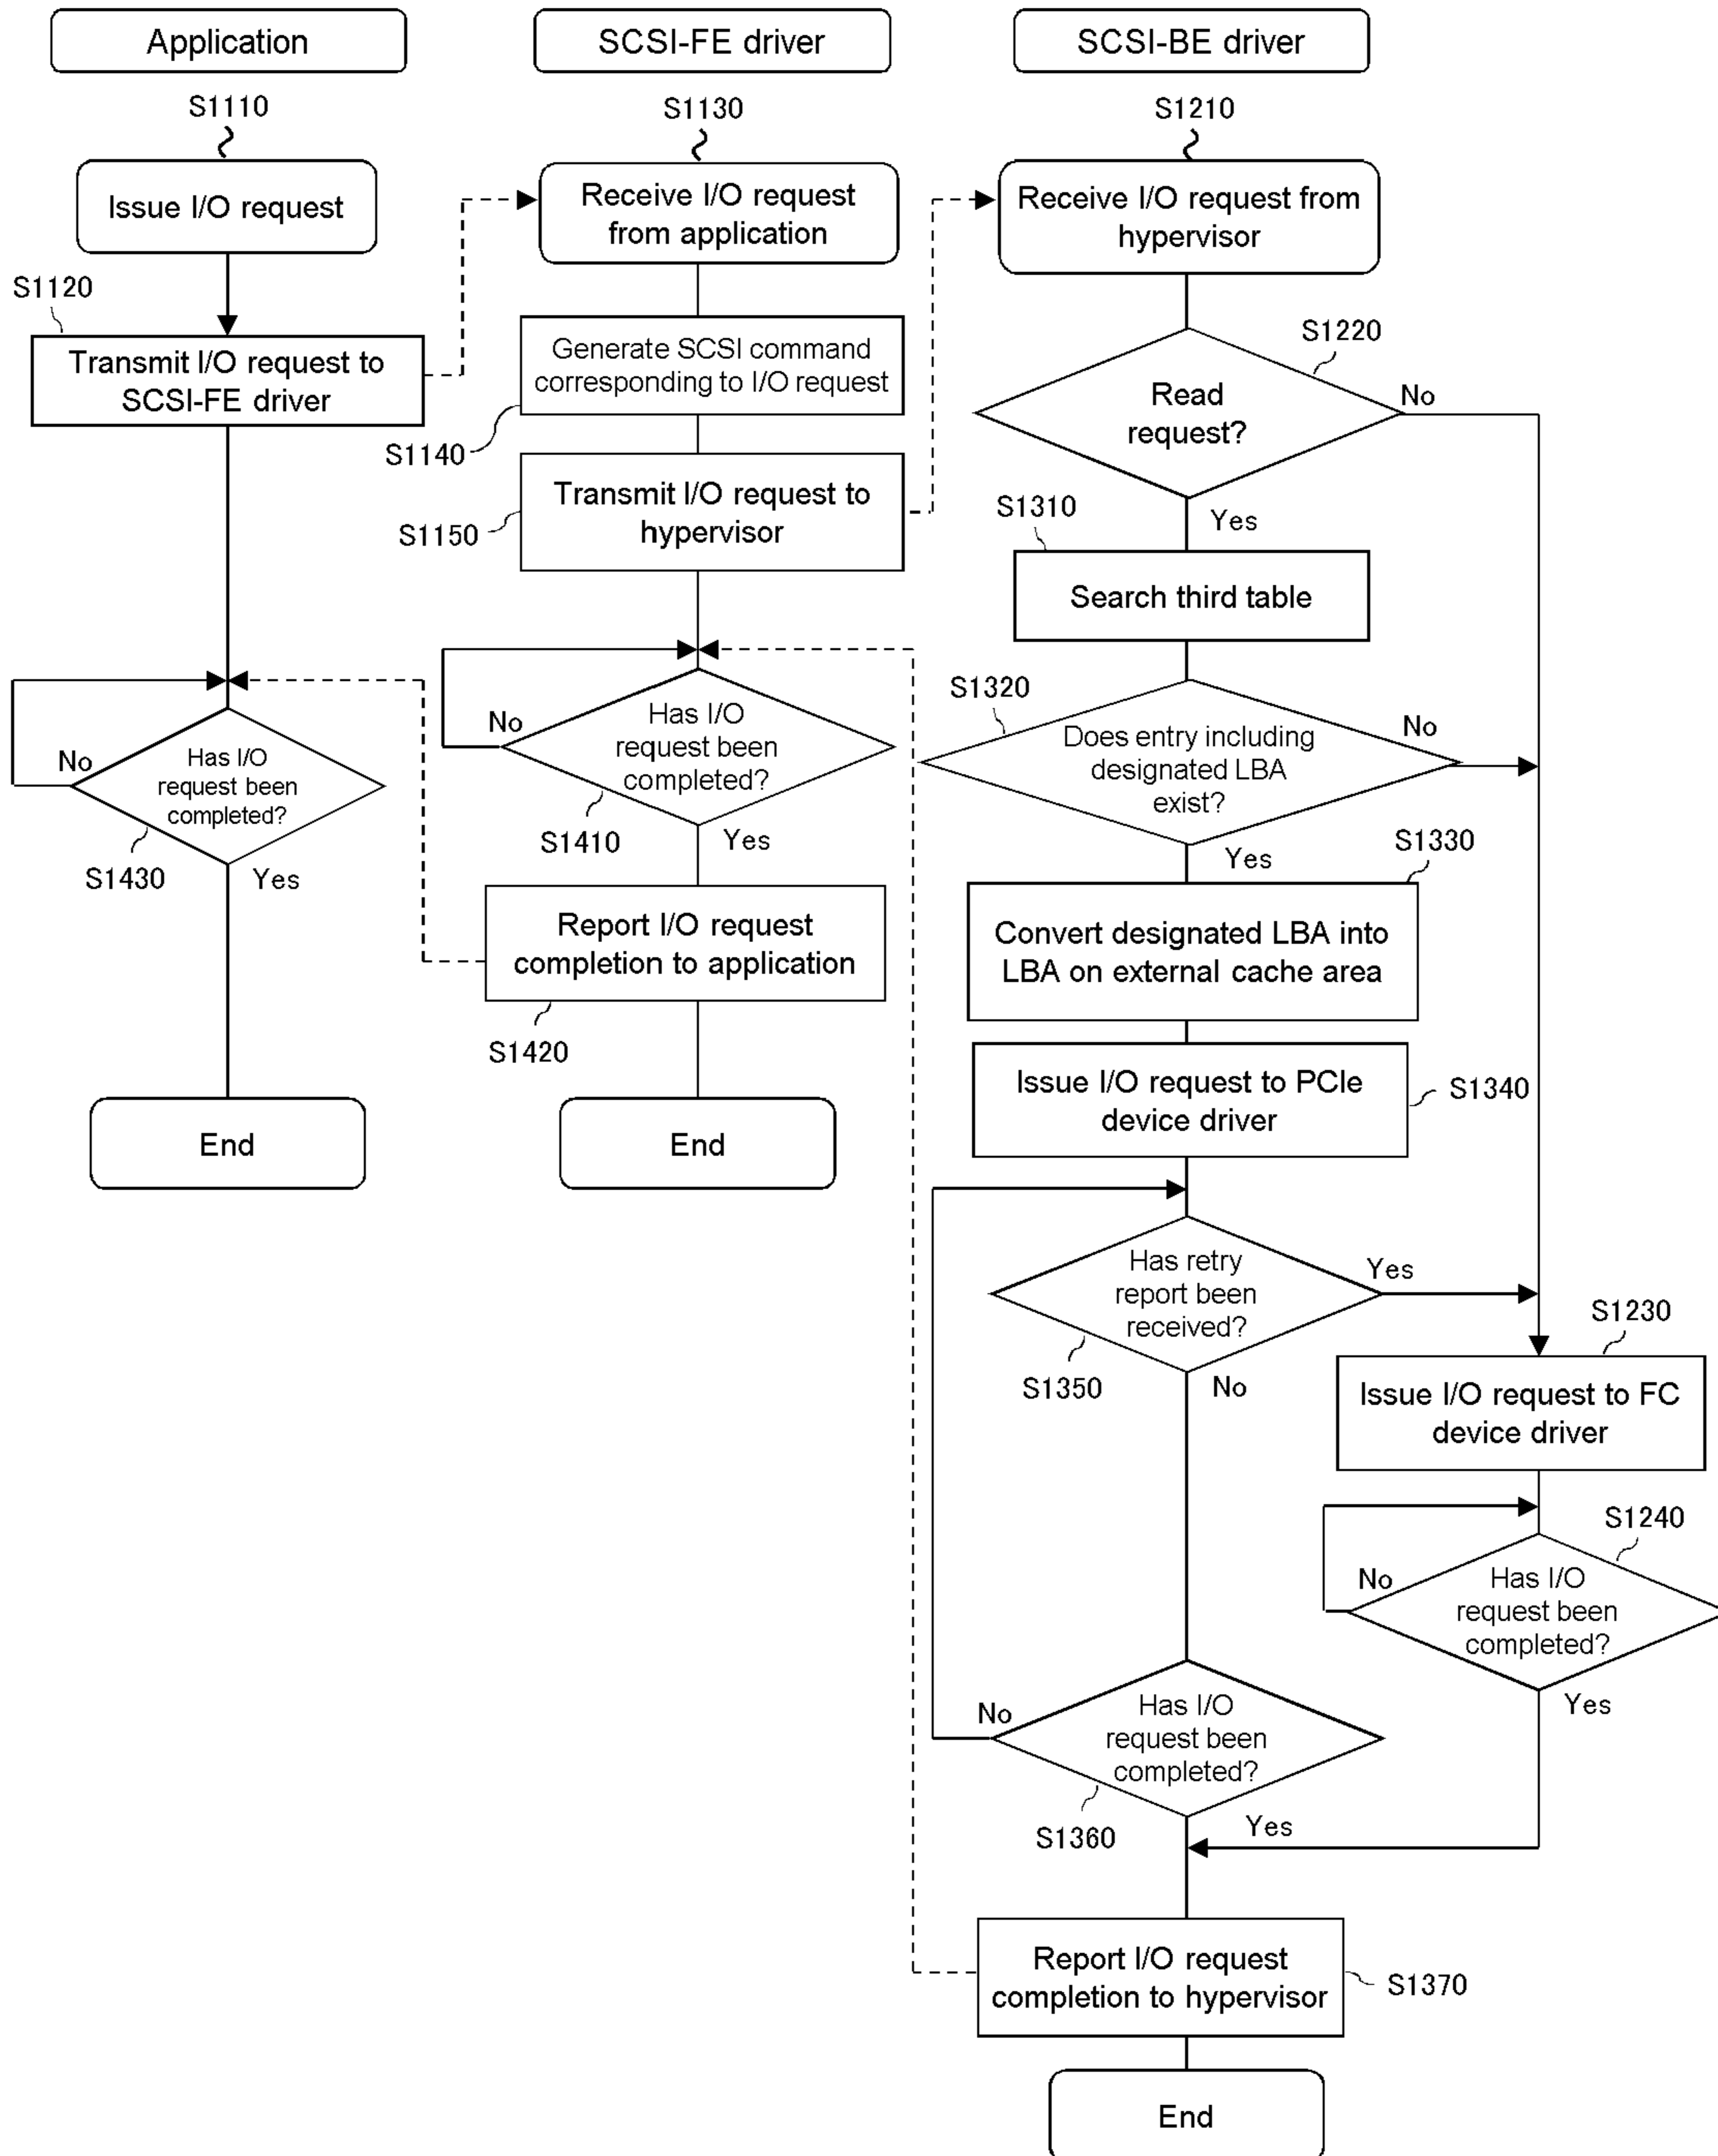 Application
SCSI-FE driver
SCSI-BE driver
S1110
S1130
S1210
Issue I/O request
Receive I/O request
from application
Receive I/O request from
hypervisor
S1120
Transmit I/O request to
SCSI-FE driver
Generate SCSI command
corresponding to I/O request
S1140
S1220
Read
request?
No
Yes
Transmit I/O request to
hypervisor
S1150
S1310
Search third table
S1320
Does entry including
designated LBA
exist?
No
Yes
No
Has I/O
request been
completed?
S1410
Yes
No
Has I/O
request been
completed?
S1430
Yes
S1330
Convert designated LBA into
LBA on external cache area
Report I/O request
completion to application
S1420
Issue I/O request to PCIe
device driver
S1340
End
End
Has retry
report been
received?
Yes
S1350
No
S1230
Issue I/O request to FC
device driver
S1240
No
Has I/O
request been
completed?
Yes
No
Has I/O
request been
completed?
S1360
Yes
Report I/O request
completion to hypervisor
S1370
End